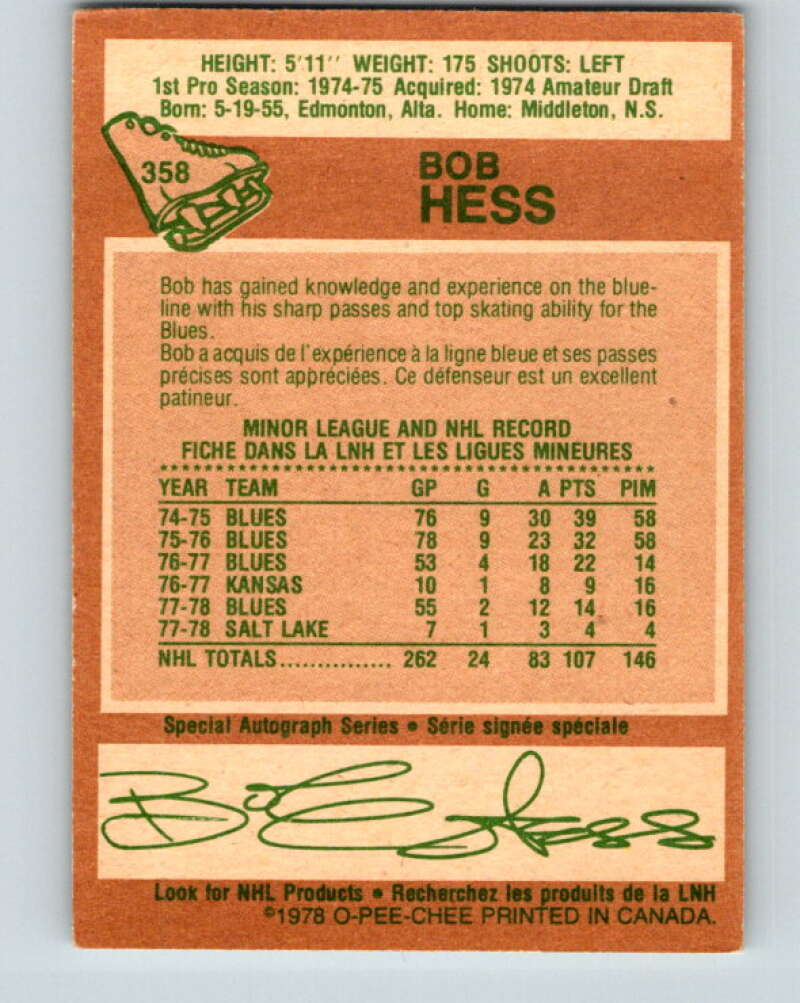 HEIGHT: 5'11" WEIGHT: 175 SHOOTS: LEFT
1st Pro Season: 1974-75 Acquired: 1974 Amateur Draft
Born: 5-19-55, Edmonton, Alta. Home: Middleton, N.S.
358
BOB
HESS
Bob has gained knowledge and experience on the blue-
line with his sharp passes and top skating ability for the
Blues.
Bob a acquis de l'expérience à la ligne bleue et ses passes
précises sont appréciées. Ce défenseur est un excellent
patineur.
MINOR LEAGUE AND NHL RECORD
FICHE DANS LA LNH ET LES LIGUES MINEURES
YEAR TEAM GP G A PTS PIM
74-75 BLUES 76 9 30 39 58
75-76 BLUES 78 9 23 32 58
76-77 BLUES 53 4 18 22 14
76-77 KANSAS 10 1 8 9 16
77-78 BLUES 55 2 12 14 16
77-78 SALT LAKE 7 1 3 4 4
NHL TOTALS............... 262 24 83 107 146
Special Autograph Series • Série signée spéciale
Bob Hess
Look for NHL Products • Recherchez les produits de la LNH
©1978 O-PEE-CHEE PRINTED IN CANADA.